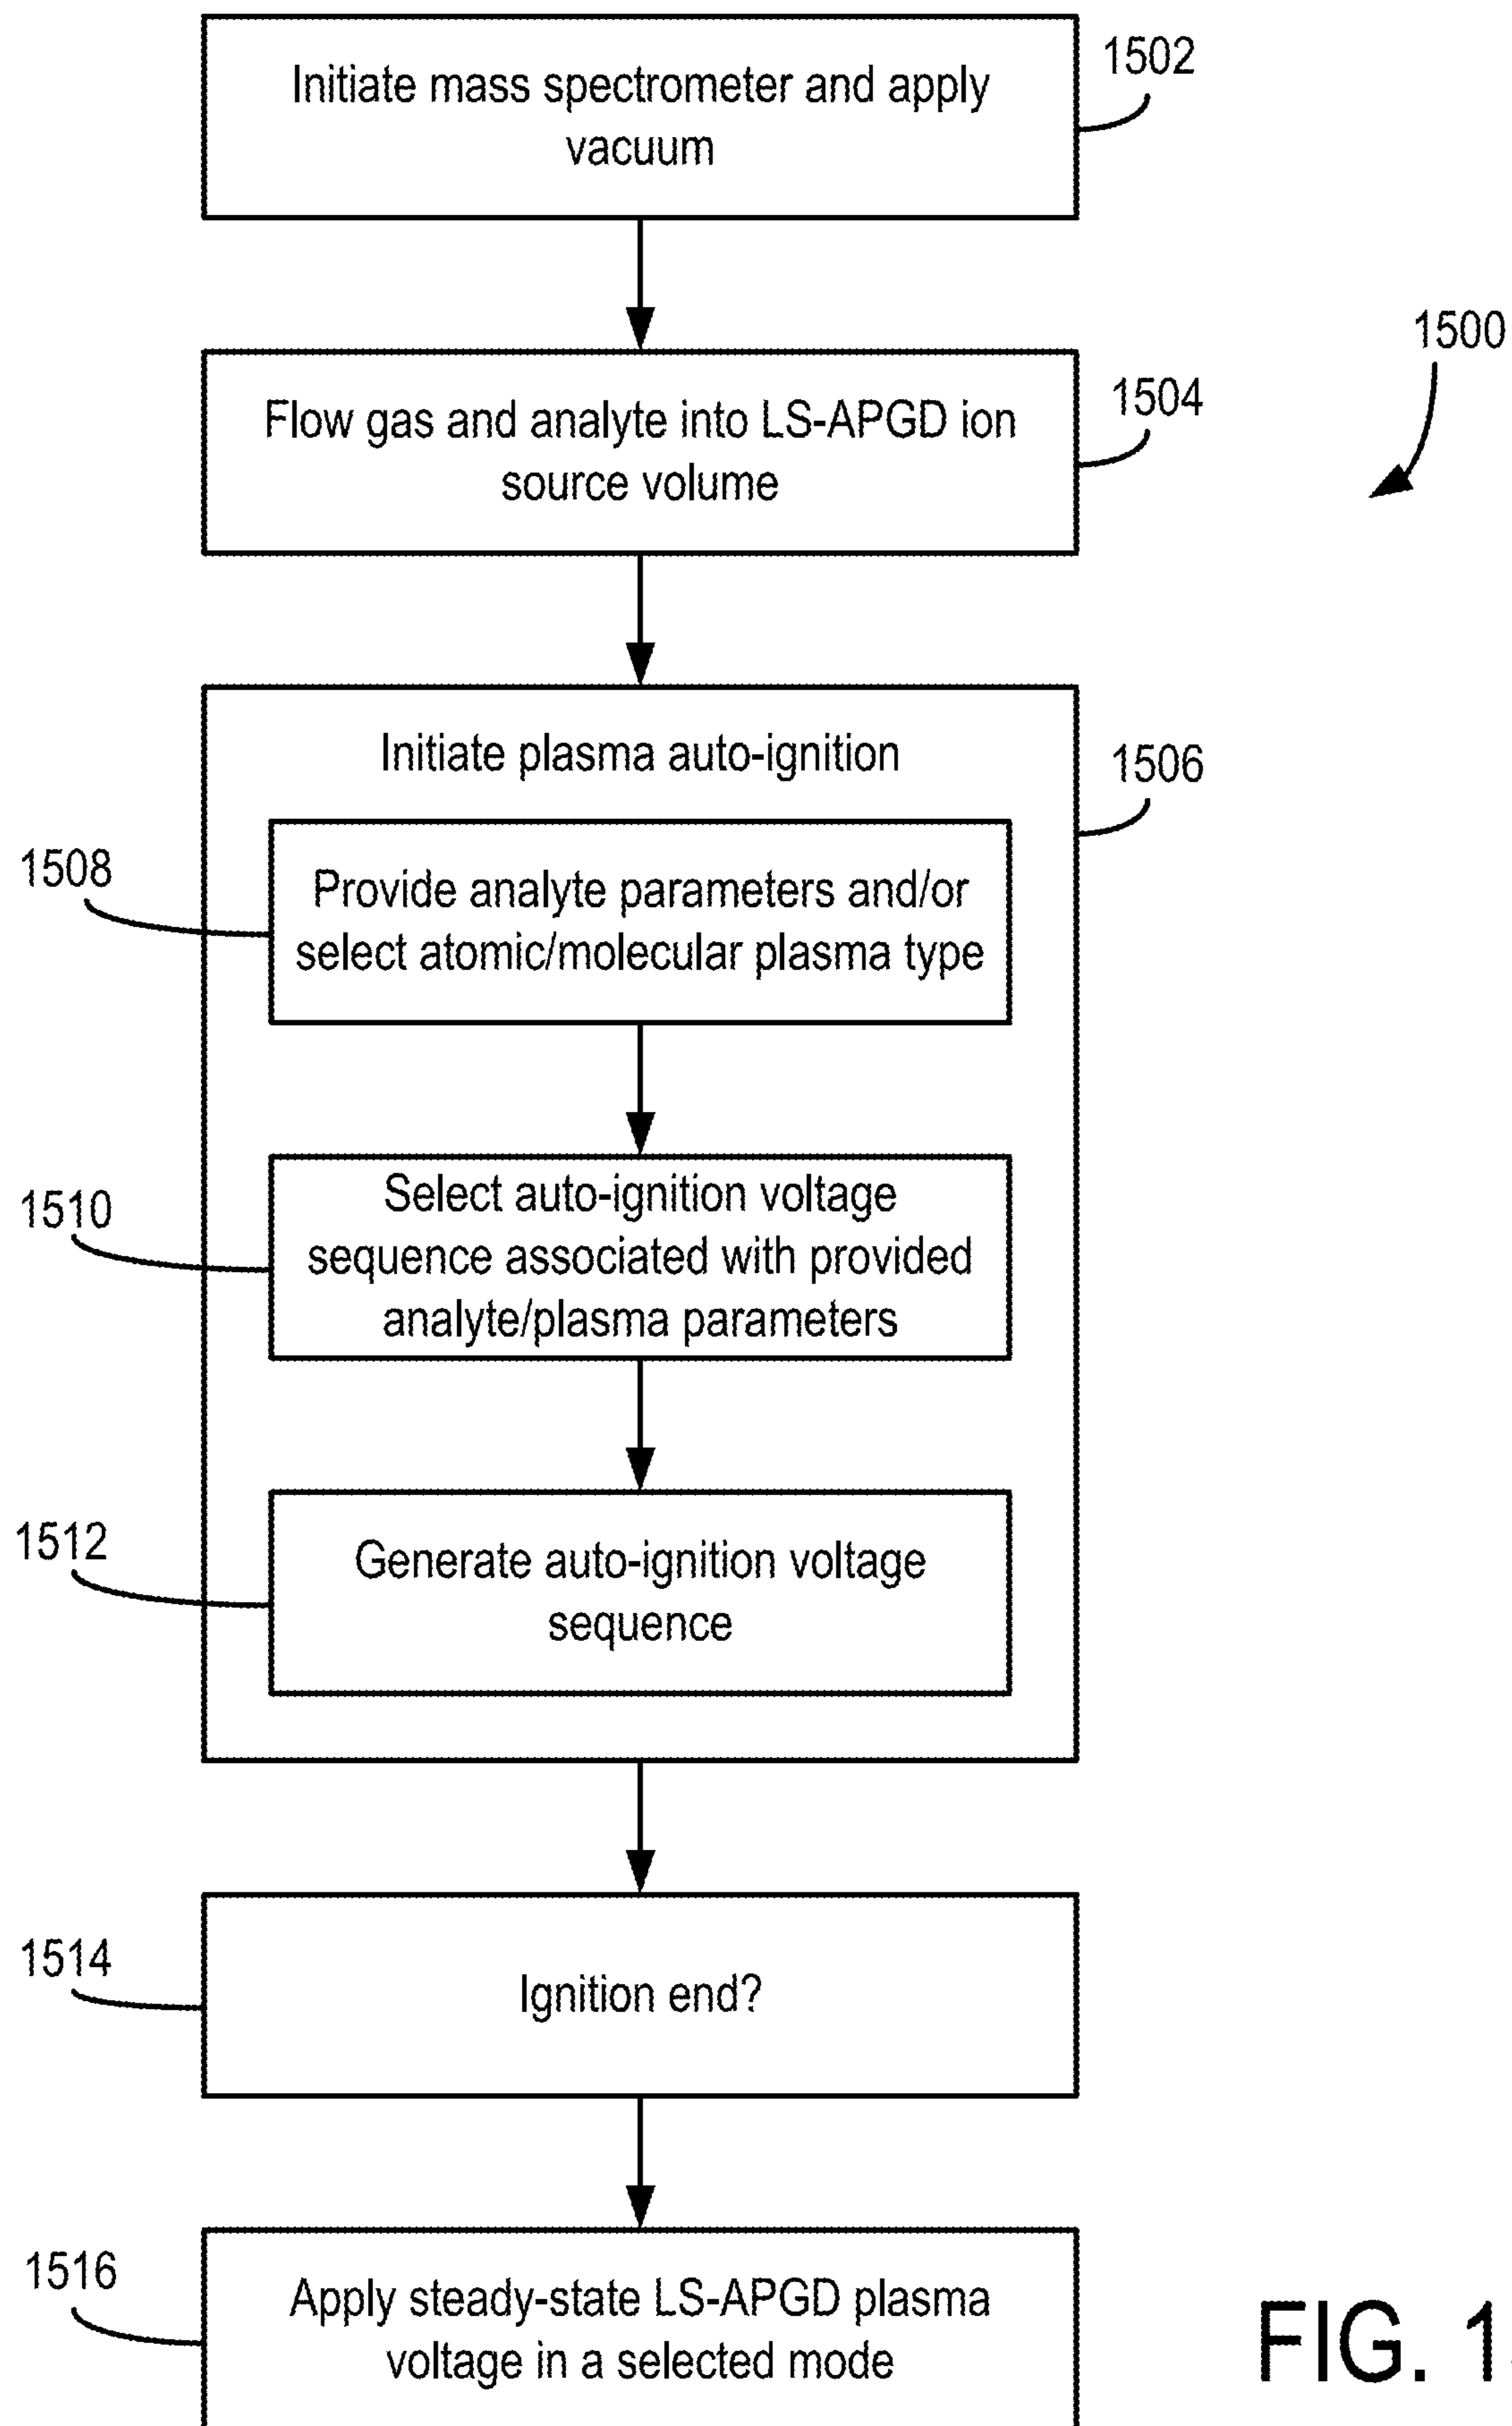 Initiate mass spectrometer and apply
vacuum
1502
1500
Flow gas and analyte into LS-APGD ion
source volume
1504
Initiate plasma auto-ignition
1506
1508
Provide analyte parameters and/or
select atomic/molecular plasma type
1510
Select auto-ignition voltage
sequence associated with provided
analyte/plasma parameters
1512
Generate auto-ignition voltage
sequence
1514
Ignition end?
1516
Apply steady-state LS-APGD plasma
voltage in a selected mode
FIG. 1